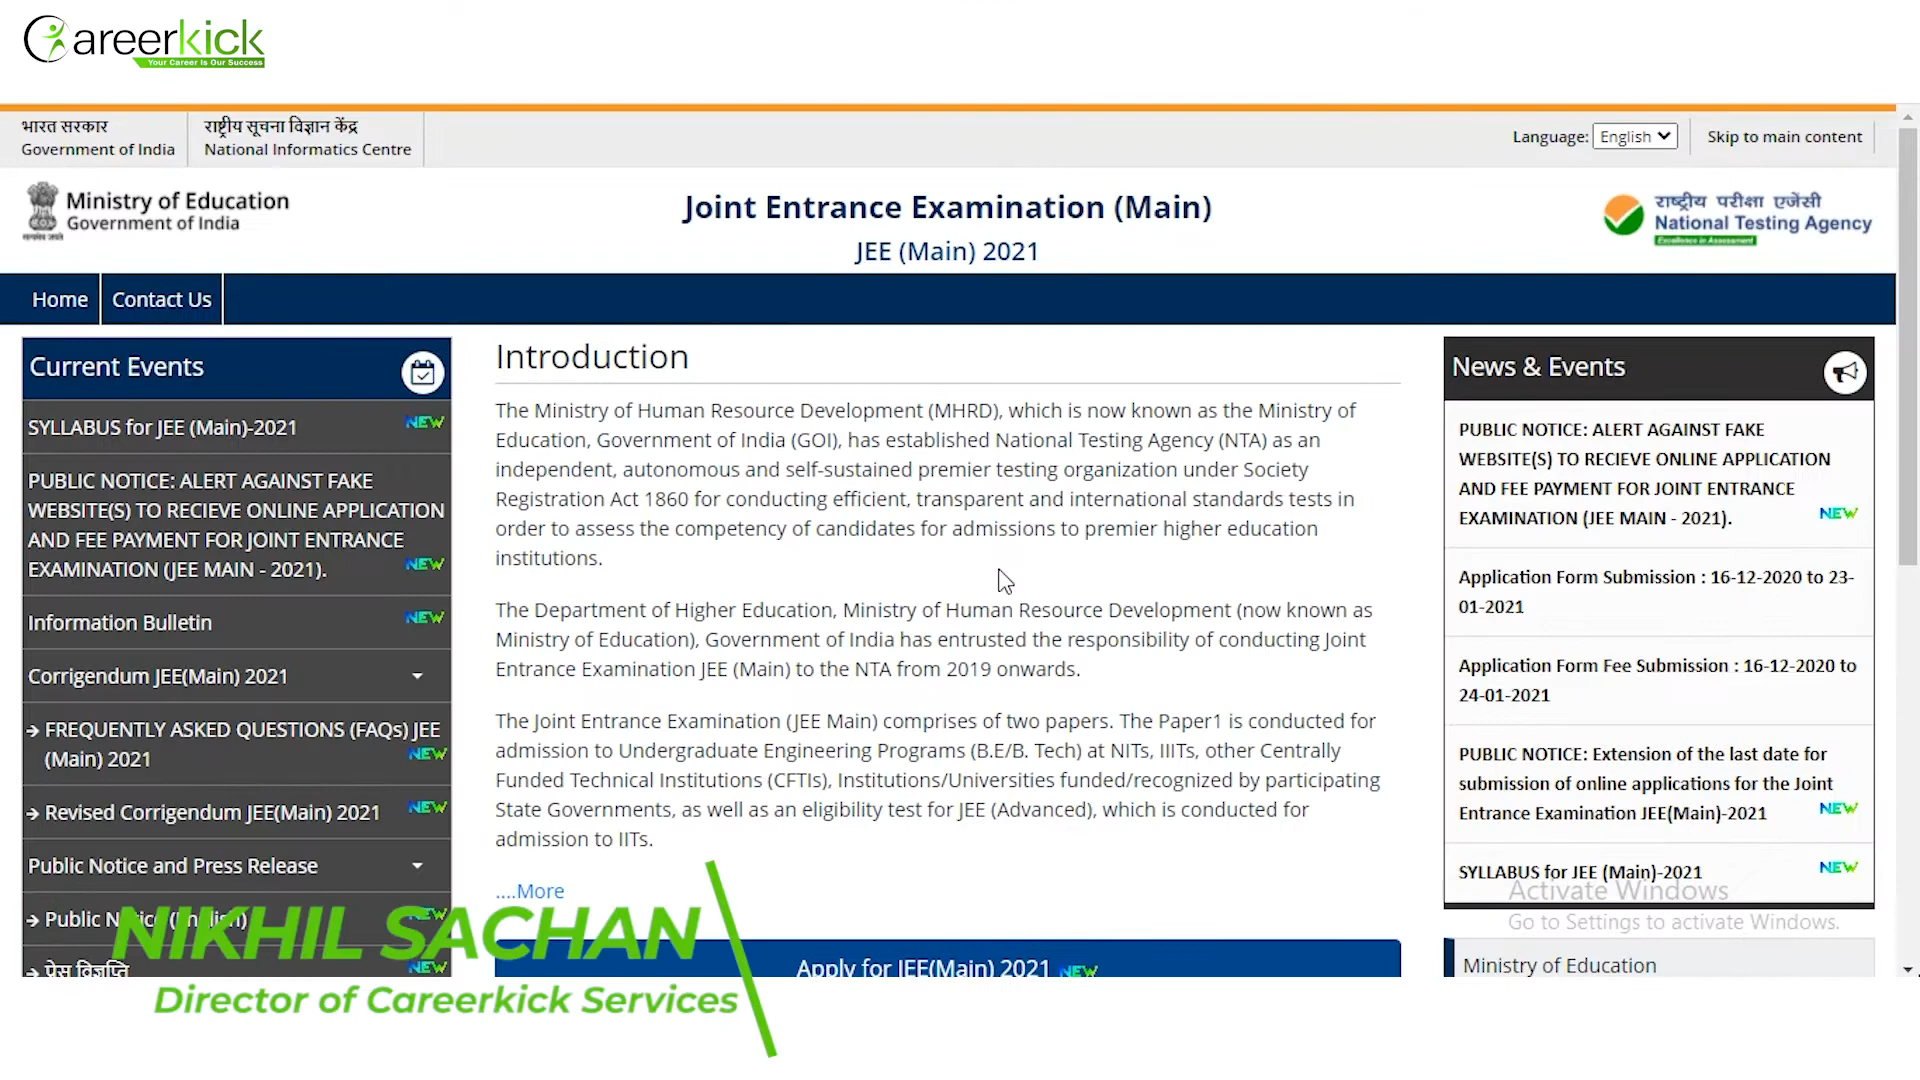 Careerkick
Your Career Is Our Success
भारत सरकार
Government of India
राष्ट्रीय सूचना विज्ञान केंद्र
National Informatics Centre
Language: English
Skip to main content
Ministry of Education
Government of India
सत्यमेव जयते
Joint Entrance Examination (Main)
JEE (Main) 2021
राष्ट्रीय परीक्षा एजेंसी
National Testing Agency
Excellence in Assessment
Home
Contact Us
Current Events
SYLLABUS for JEE (Main)-2021 NEW
PUBLIC NOTICE: ALERT AGAINST FAKE
WEBSITE(S) TO RECIEVE ONLINE APPLICATION
AND FEE PAYMENT FOR JOINT ENTRANCE
EXAMINATION (JEE MAIN - 2021). NEW
Information Bulletin NEW
Corrigendum JEE(Main) 2021
FREQUENTLY ASKED QUESTIONS (FAQs) JEE
(Main) 2021 NEW
Revised Corrigendum JEE(Main) 2021 NEW
Public Notice and Press Release
Public Notice (English) NEW
प्रेस विज्ञप्ति NEW
Introduction
The Ministry of Human Resource Development (MHRD), which is now known as the Ministry of
Education, Government of India (GOI), has established National Testing Agency (NTA) as an
independent, autonomous and self-sustained premier testing organization under Society
Registration Act 1860 for conducting efficient, transparent and international standards tests in
order to assess the competency of candidates for admissions to premier higher education
institutions.
The Department of Higher Education, Ministry of Human Resource Development (now known as
Ministry of Education), Government of India has entrusted the responsibility of conducting Joint
Entrance Examination JEE (Main) to the NTA from 2019 onwards.
The Joint Entrance Examination (JEE Main) comprises of two papers. The Paper1 is conducted for
admission to Undergraduate Engineering Programs (B.E/B. Tech) at NITs, IIITs, other Centrally
Funded Technical Institutions (CFTIs), Institutions/Universities funded/recognized by participating
State Governments, as well as an eligibility test for JEE (Advanced), which is conducted for
admission to IITs.
....More
Apply for JEE(Main) 2021 NEW
News & Events
PUBLIC NOTICE: ALERT AGAINST FAKE
WEBSITE(S) TO RECIEVE ONLINE APPLICATION
AND FEE PAYMENT FOR JOINT ENTRANCE
EXAMINATION (JEE MAIN - 2021). NEW
Application Form Submission : 16-12-2020 to 23-
01-2021
Application Form Fee Submission : 16-12-2020 to
24-01-2021
PUBLIC NOTICE: Extension of the last date for
submission of online applications for the Joint
Entrance Examination JEE(Main)-2021 NEW
SYLLABUS for JEE (Main)-2021 NEW
Activate Windows
Go to Settings to activate Windows.
Ministry of Education
NIKHIL SACHAN
Director of Careerkick Services